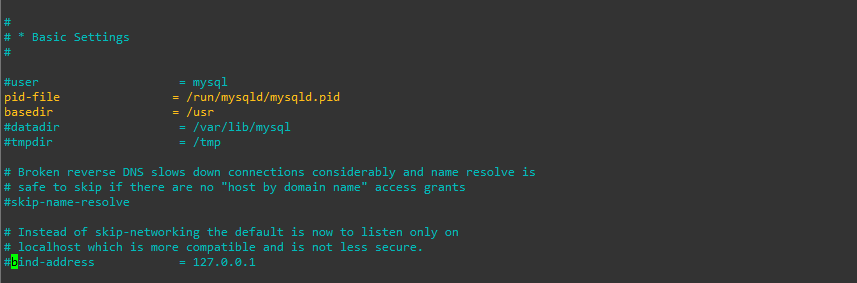 #
# * Basic Settings
#
#user                    = mysql
pid-file                = /run/mysqld/mysqld.pid
basedir                 = /usr
#datadir                 = /var/lib/mysql
#tmpdir                  = /tmp
# Broken reverse DNS slows down connections considerably and name resolve is
# safe to skip if there are no "host by domain name" access grants
#skip-name-resolve
# Instead of skip-networking the default is now to listen only on
# localhost which is more compatible and is not less secure.
#bind-address            = 127.0.0.1